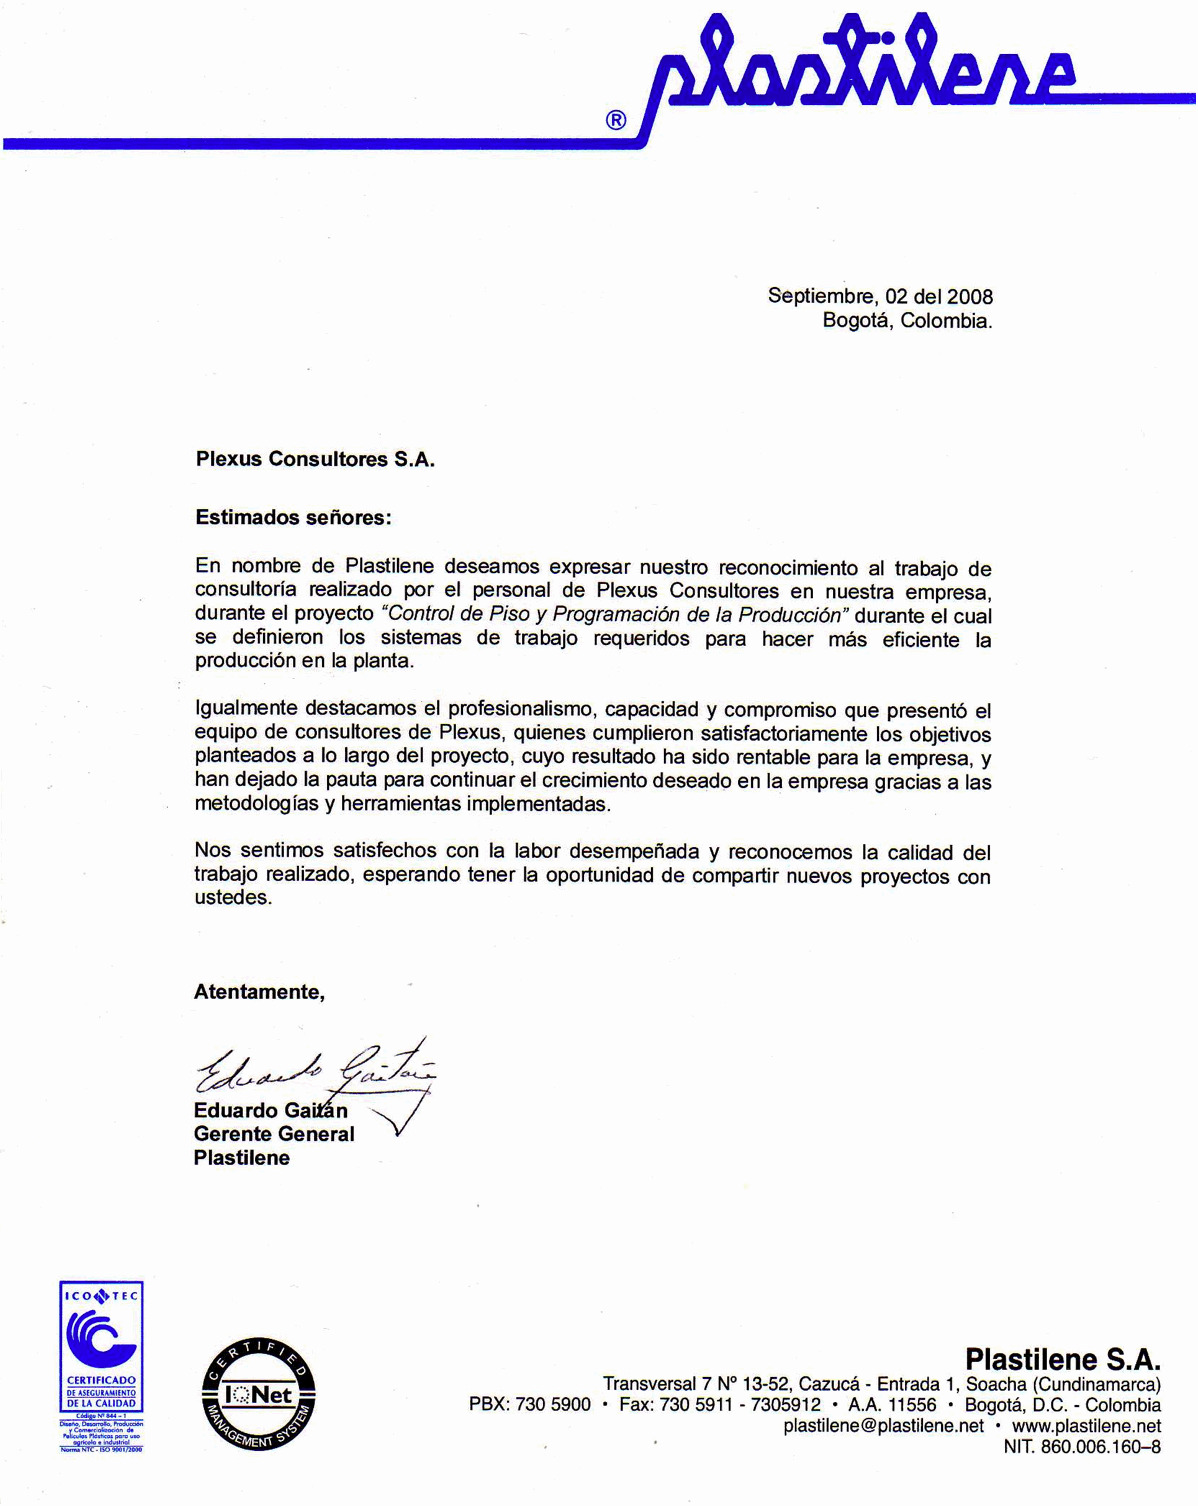 plastilene
®
Septiembre, 02 del 2008
Bogotá, Colombia.
Plexus Consultores S.A.
Estimados señores:
En nombre de Plastilene deseamos expresar nuestro reconocimiento al trabajo de
consultoría realizado por el personal de Plexus Consultores en nuestra empresa,
durante el proyecto “Control de Piso y Programación de la Producción” durante el cual
se definieron los sistemas de trabajo requeridos para hacer más eficiente la
producción en la planta.
Igualmente destacamos el profesionalismo, capacidad y compromiso que presentó el
equipo de consultores de Plexus, quienes cumplieron satisfactoriamente los objetivos
planteados a lo largo del proyecto, cuyo resultado ha sido rentable para la empresa, y
han dejado la pauta para continuar el crecimiento deseado en la empresa gracias a las
metodologías y herramientas implementadas.
Nos sentimos satisfechos con la labor desempeñada y reconocemos la calidad del
trabajo realizado, esperando tener la oportunidad de compartir nuevos proyectos con
ustedes.
Atentamente,
Eduardo Gaitán
Eduardo Gaitán
Gerente General
Plastilene
ICONTEC
CERTIFICADO
DE ASEGURAMIENTO
DE LA CALIDAD
Código Nº 844 - 1
Diseño, Desarrollo, Producción
y Comercialización de
Películas Plásticas para uso
agrícola e industrial
Norma NTC - ISO 9001/2000
CERTIFIED
IQNet
MANAGEMENT SYSTEM
Plastilene S.A.
Transversal 7 Nº 13-52, Cazucá - Entrada 1, Soacha (Cundinamarca)
PBX: 730 5900 • Fax: 730 5911 - 7305912 • A.A. 11556 • Bogotá, D.C. - Colombia
plastilene@plastilene.net • www.plastilene.net
NIT. 860.006.160–8